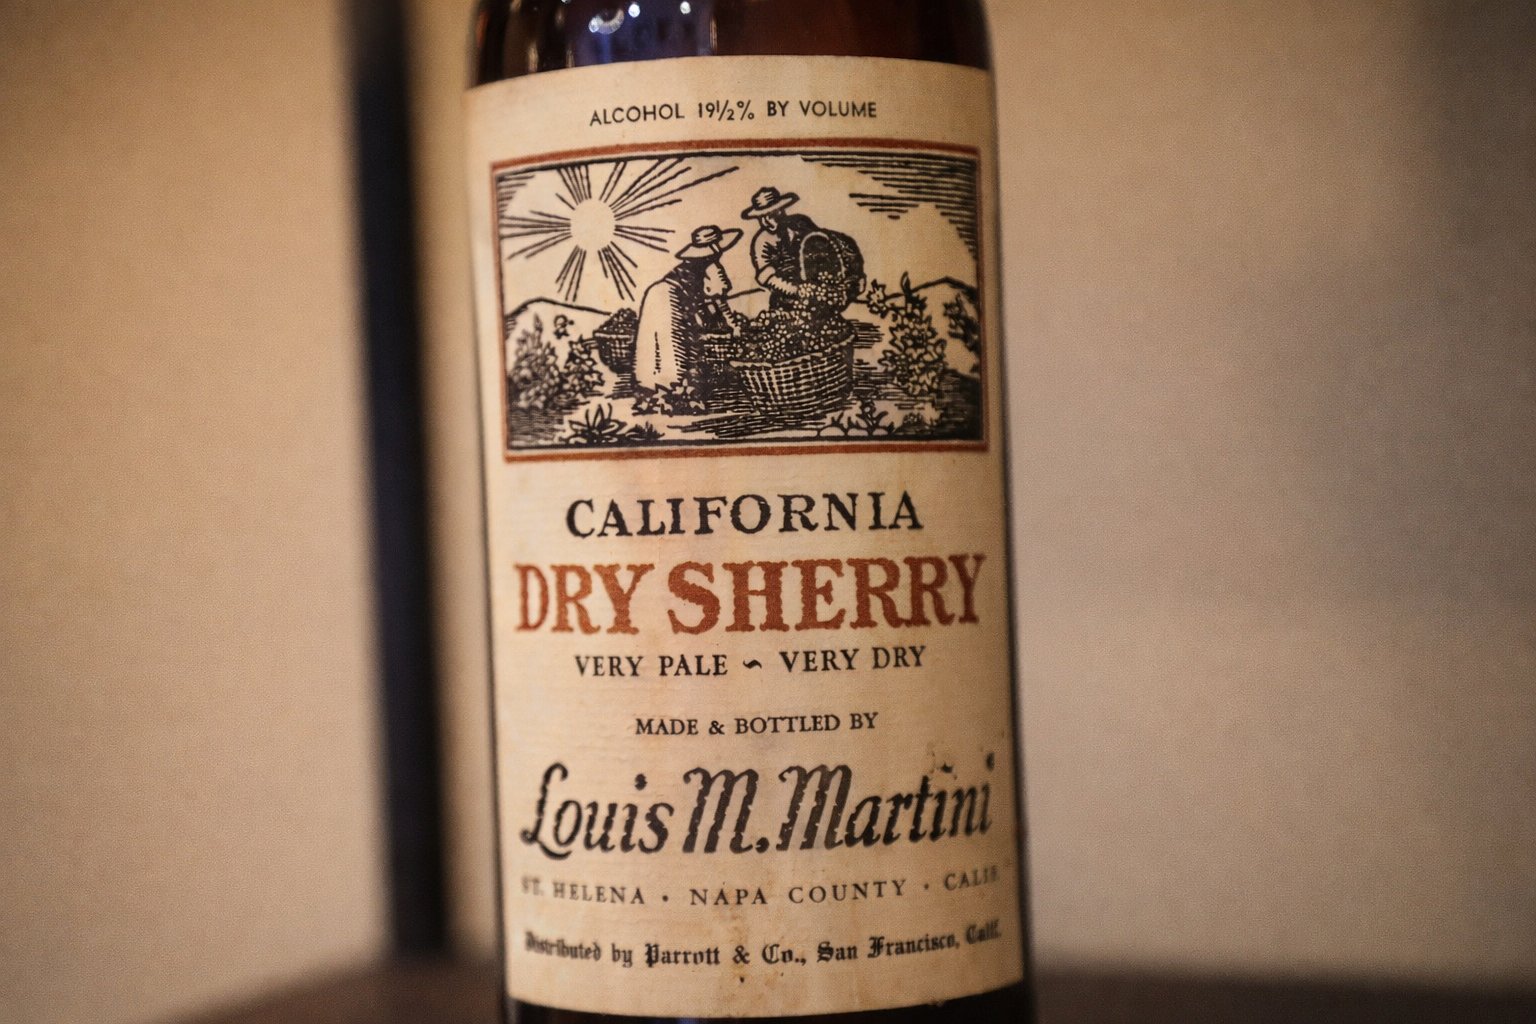 ALCOHOL 19½% BY VOLUME
CALIFORNIA
DRY SHERRY
VERY PALE ~ VERY DRY
MADE & BOTTLED BY
Louis M. Martini
ST. HELENA • NAPA COUNTY • CALIF.
Distributed by Parrott & Co., San Francisco, Calif.